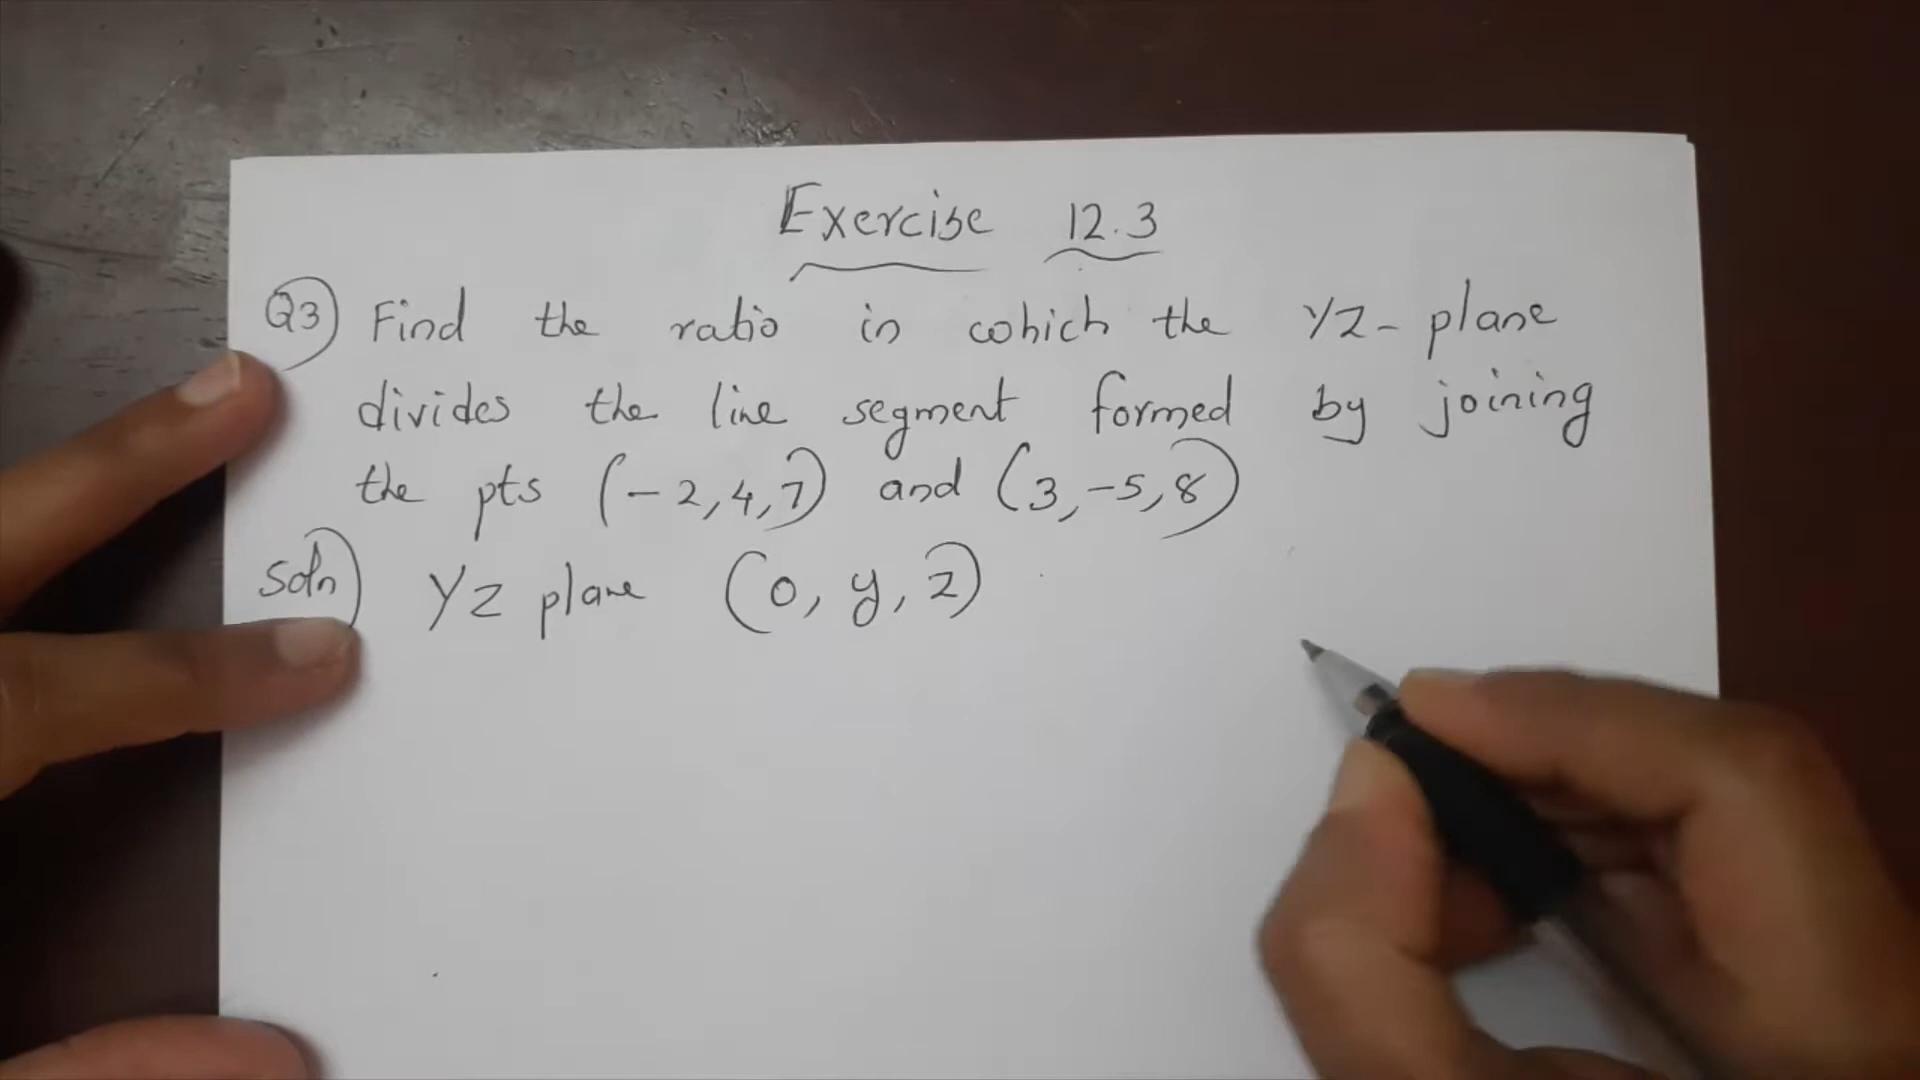 Exercise 12.3
Q3) Find the ratio in which the YZ-plane
divides the line segment formed by joining
the pts (-2,4,7) and (3,-5,8)
Soln) YZ plane (0, y, z)